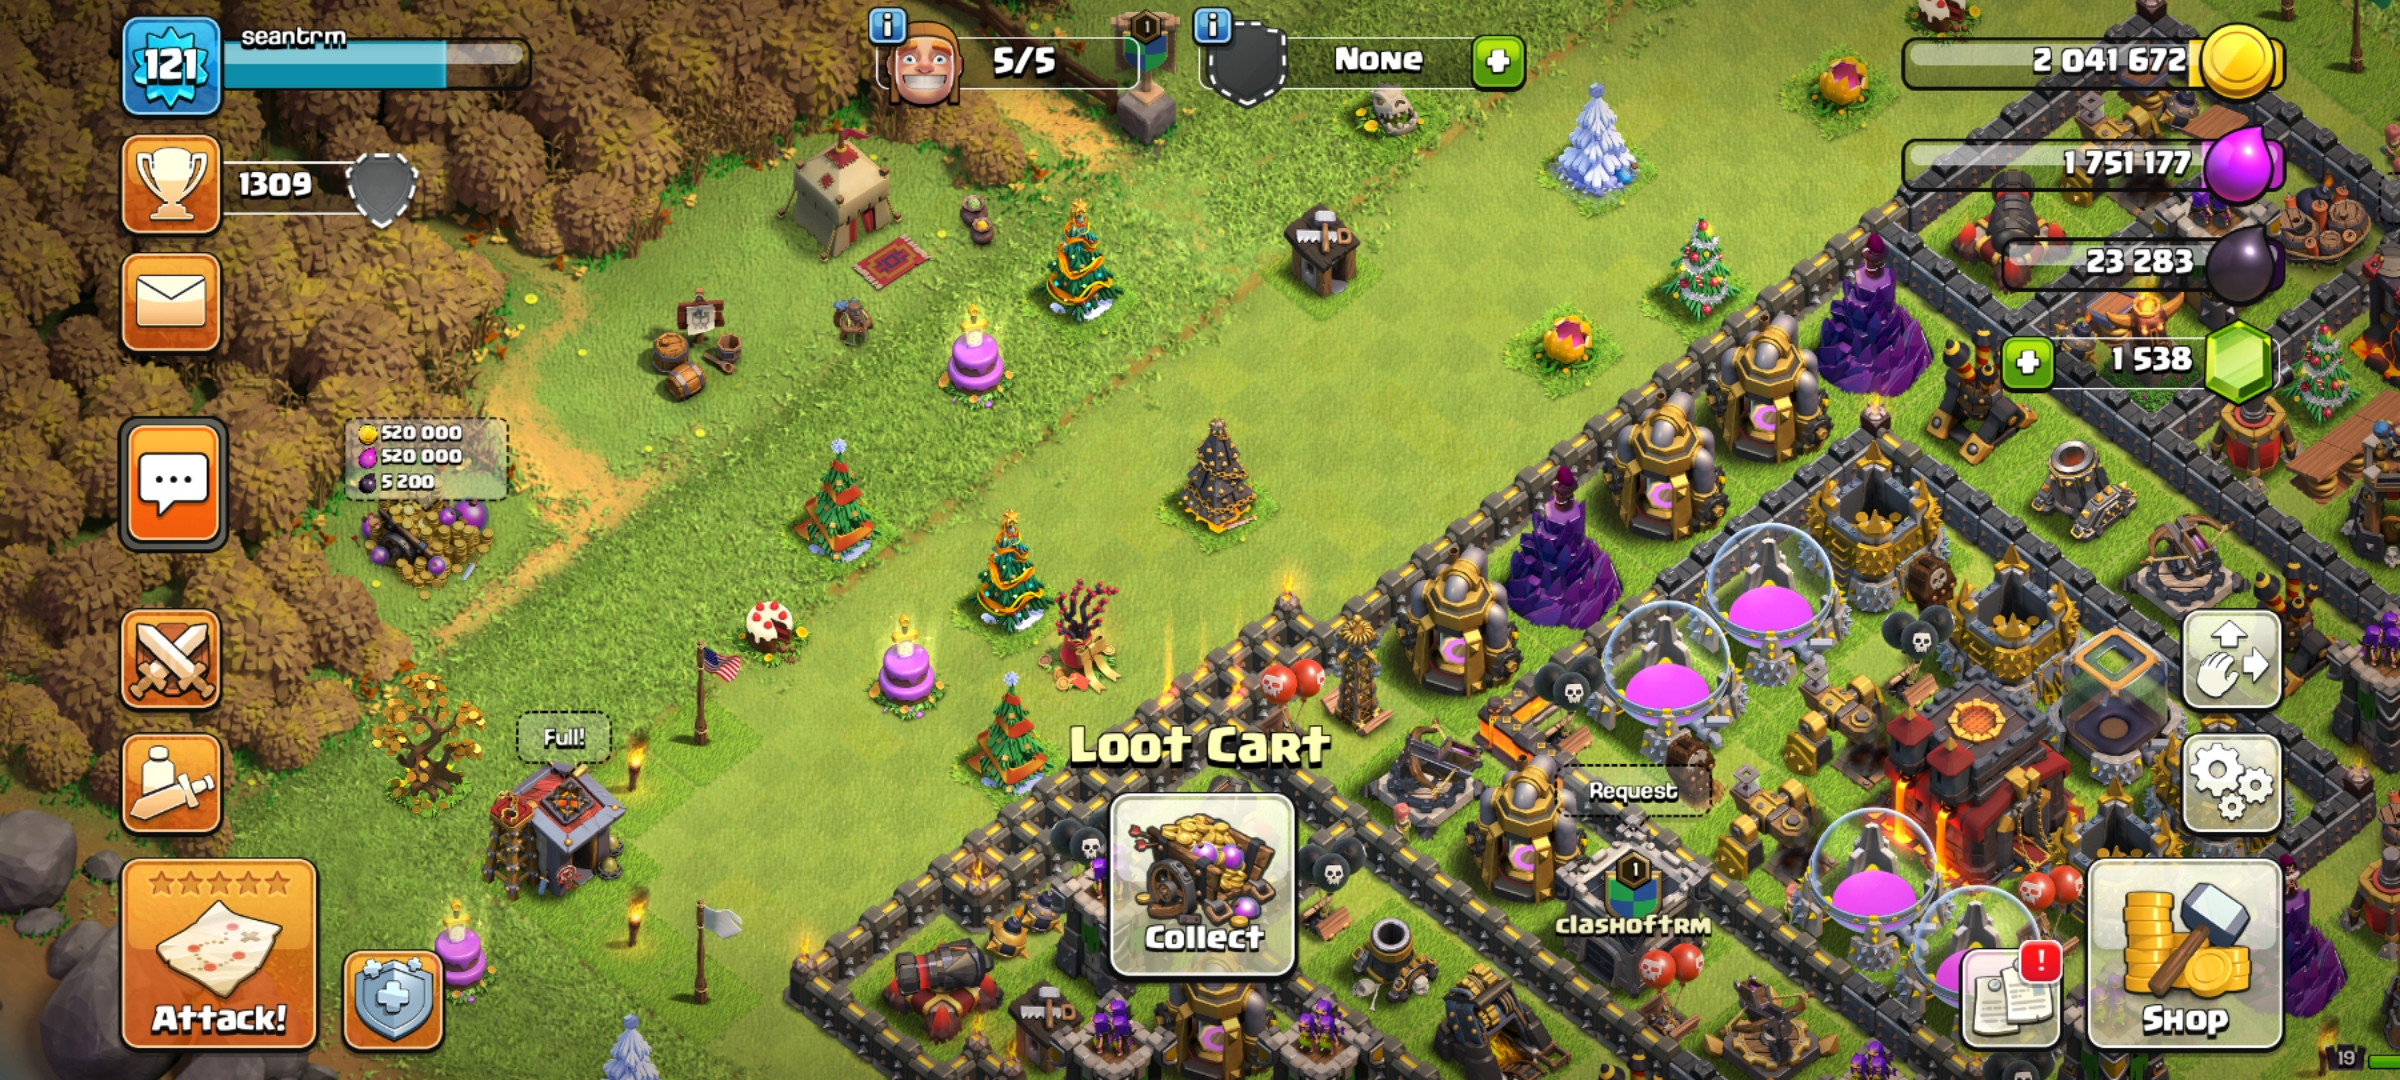 121
seantrm
5/5
1
None
2 041 672
1309
1 751 177
23 283
1 538
520 000
520 000
5 200
Full!
Loot Cart
Request
1
clashoftrm
Collect
!
Attack!
Shop
19